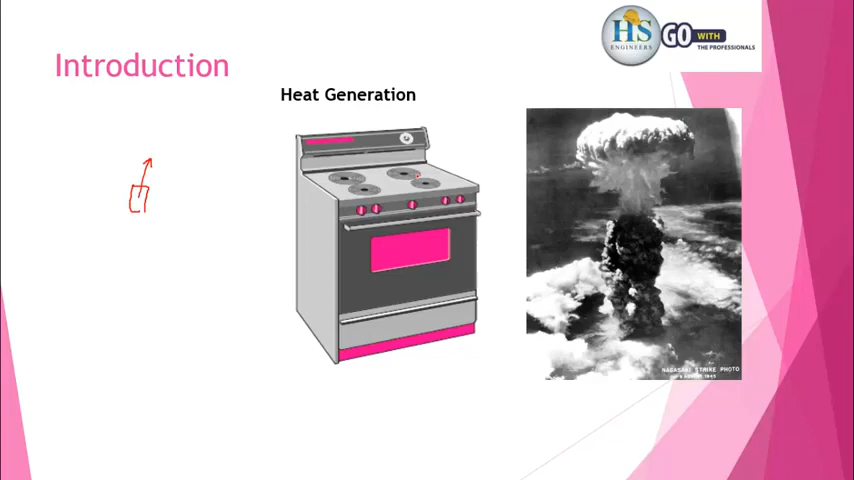 HS
ENGINEERS
GO WITH
THE PROFESSIONALS
Introduction
Heat Generation
NAGASAKI STRIKE PHOTO